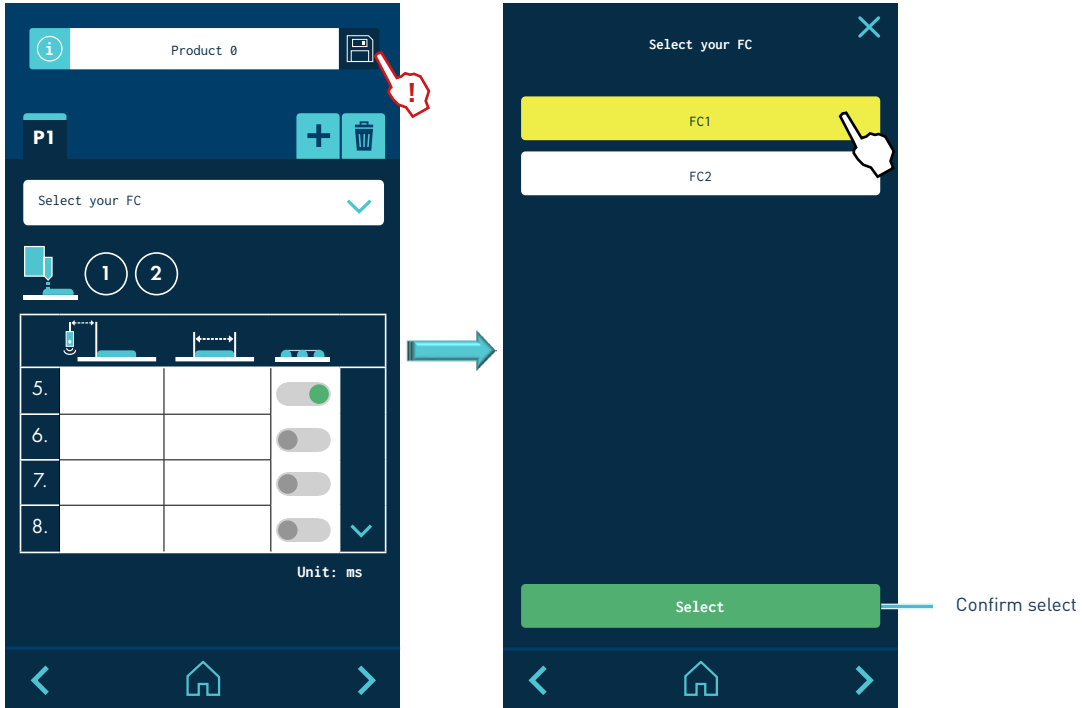 i
Product 0
!
P1
Select your FC
1 2
5.
6.
7.
8.
Unit: ms
Select your FC
FC1
FC2
Select
Confirm select